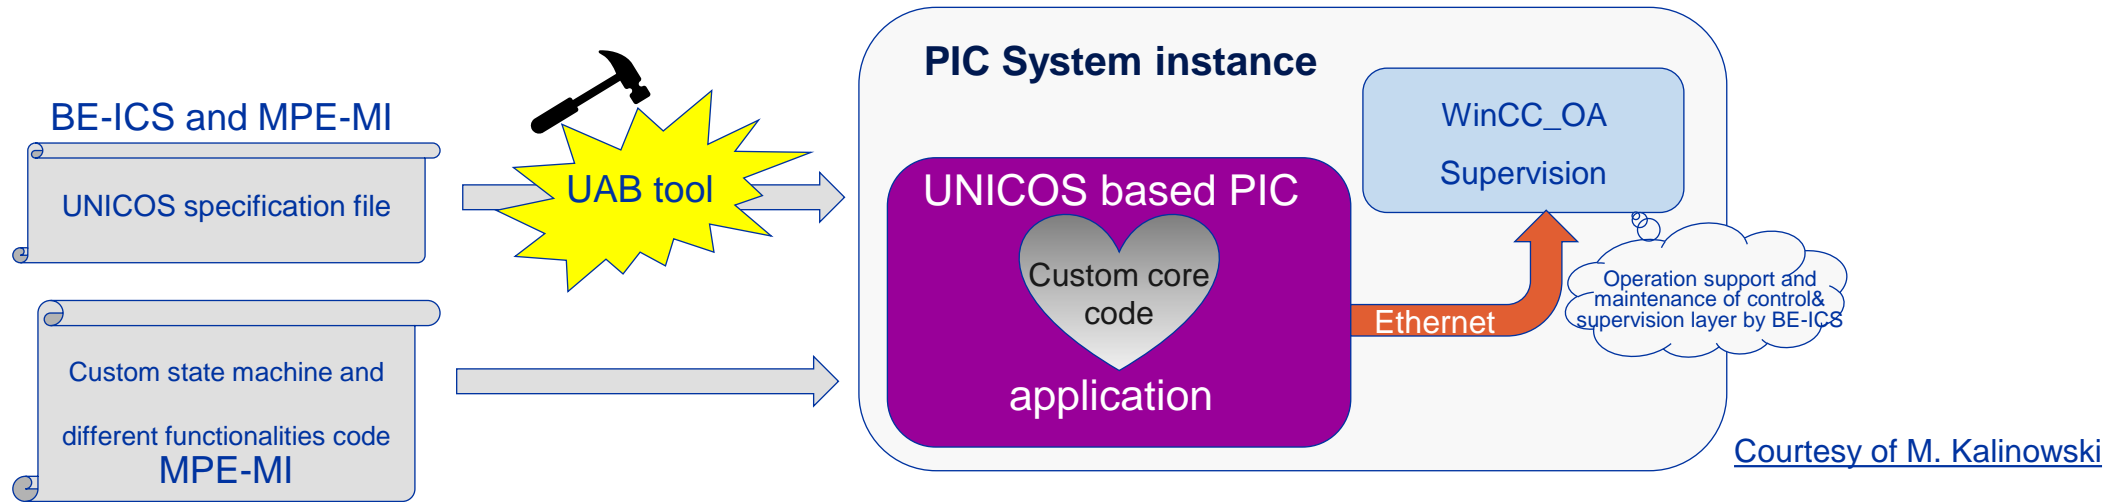 BE-ICS and MPE-MI
UNICOS specification file
Custom state machine and
different functionalities code
MPE-MI
UAB tool
PIC System instance
UNICOS based PIC
Custom core
code
application
Ethernet
WinCC_OA
Supervision
Operation support and
maintenance of control&
supervision layer by BE-ICS
Courtesy of M. Kalinowski